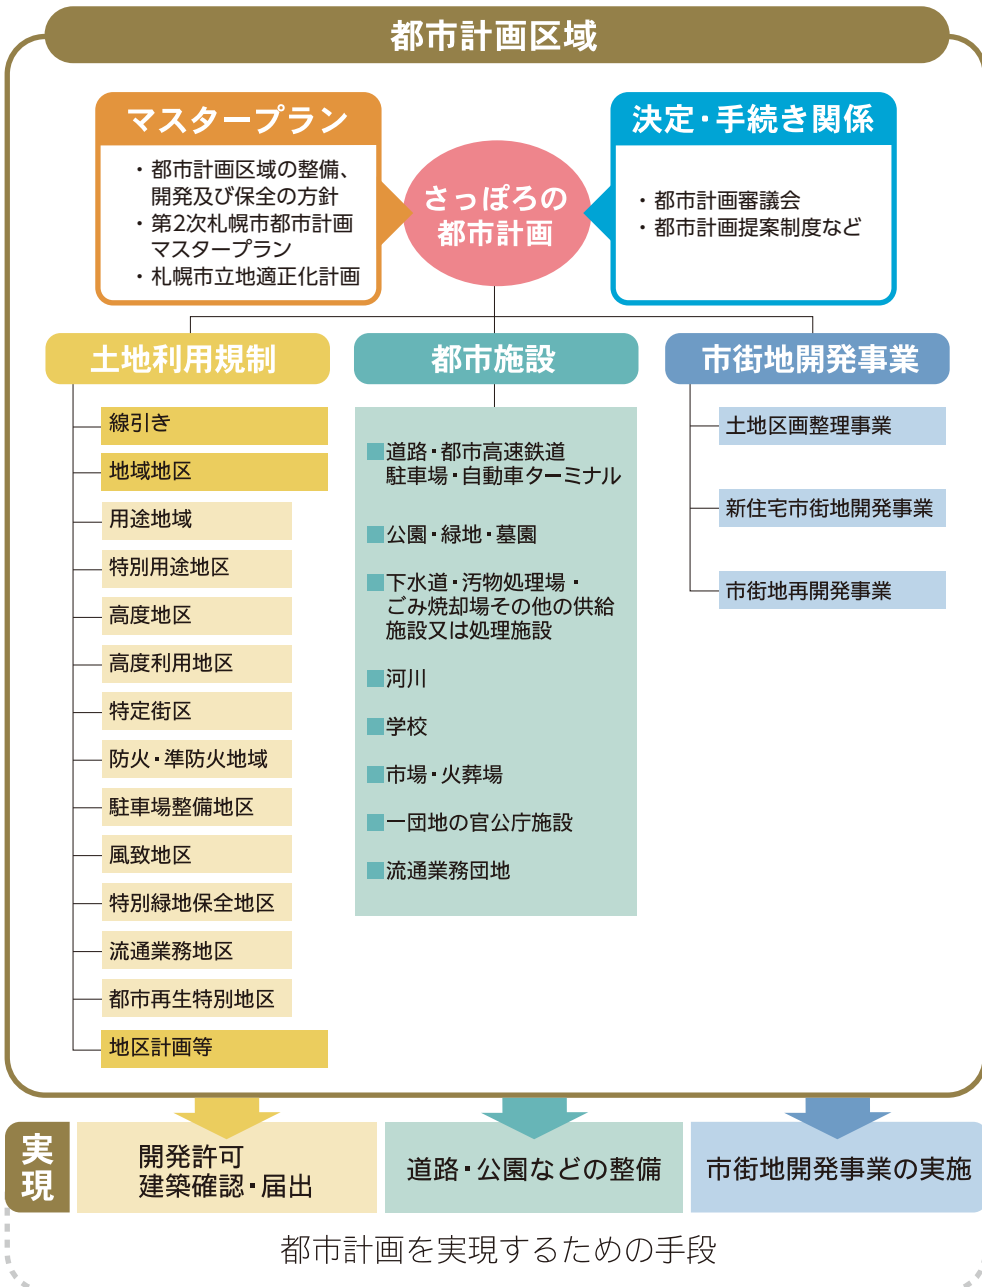 都市計画区域
マスタープラン
・都市計画区域の整備、
開発及び保全の方針
・第2次札幌市都市計画
マスタープラン
・札幌市立地適正化計画
さっぽろの
都市計画
決定・手続き関係
・都市計画審議会
・都市計画提案制度など
土地利用規制
線引き
地域地区
用途地域
特別用途地区
高度地区
高度利用地区
特定街区
防火・準防火地域
駐車場整備地区
風致地区
特別緑地保全地区
流通業務地区
都市再生特別地区
地区計画等
都市施設
道路・都市高速鉄道
駐車場・自動車ターミナル
公園・緑地・墓園
下水道・汚物処理場・
ごみ焼却場その他の供給
施設又は処理施設
河川
学校
市場・火葬場
一団地の官公庁施設
流通業務団地
市街地開発事業
土地区画整理事業
新住宅市街地開発事業
市街地再開発事業
実現
開発許可
建築確認・届出
道路・公園などの整備
市街地開発事業の実施
都市計画を実現するための手段